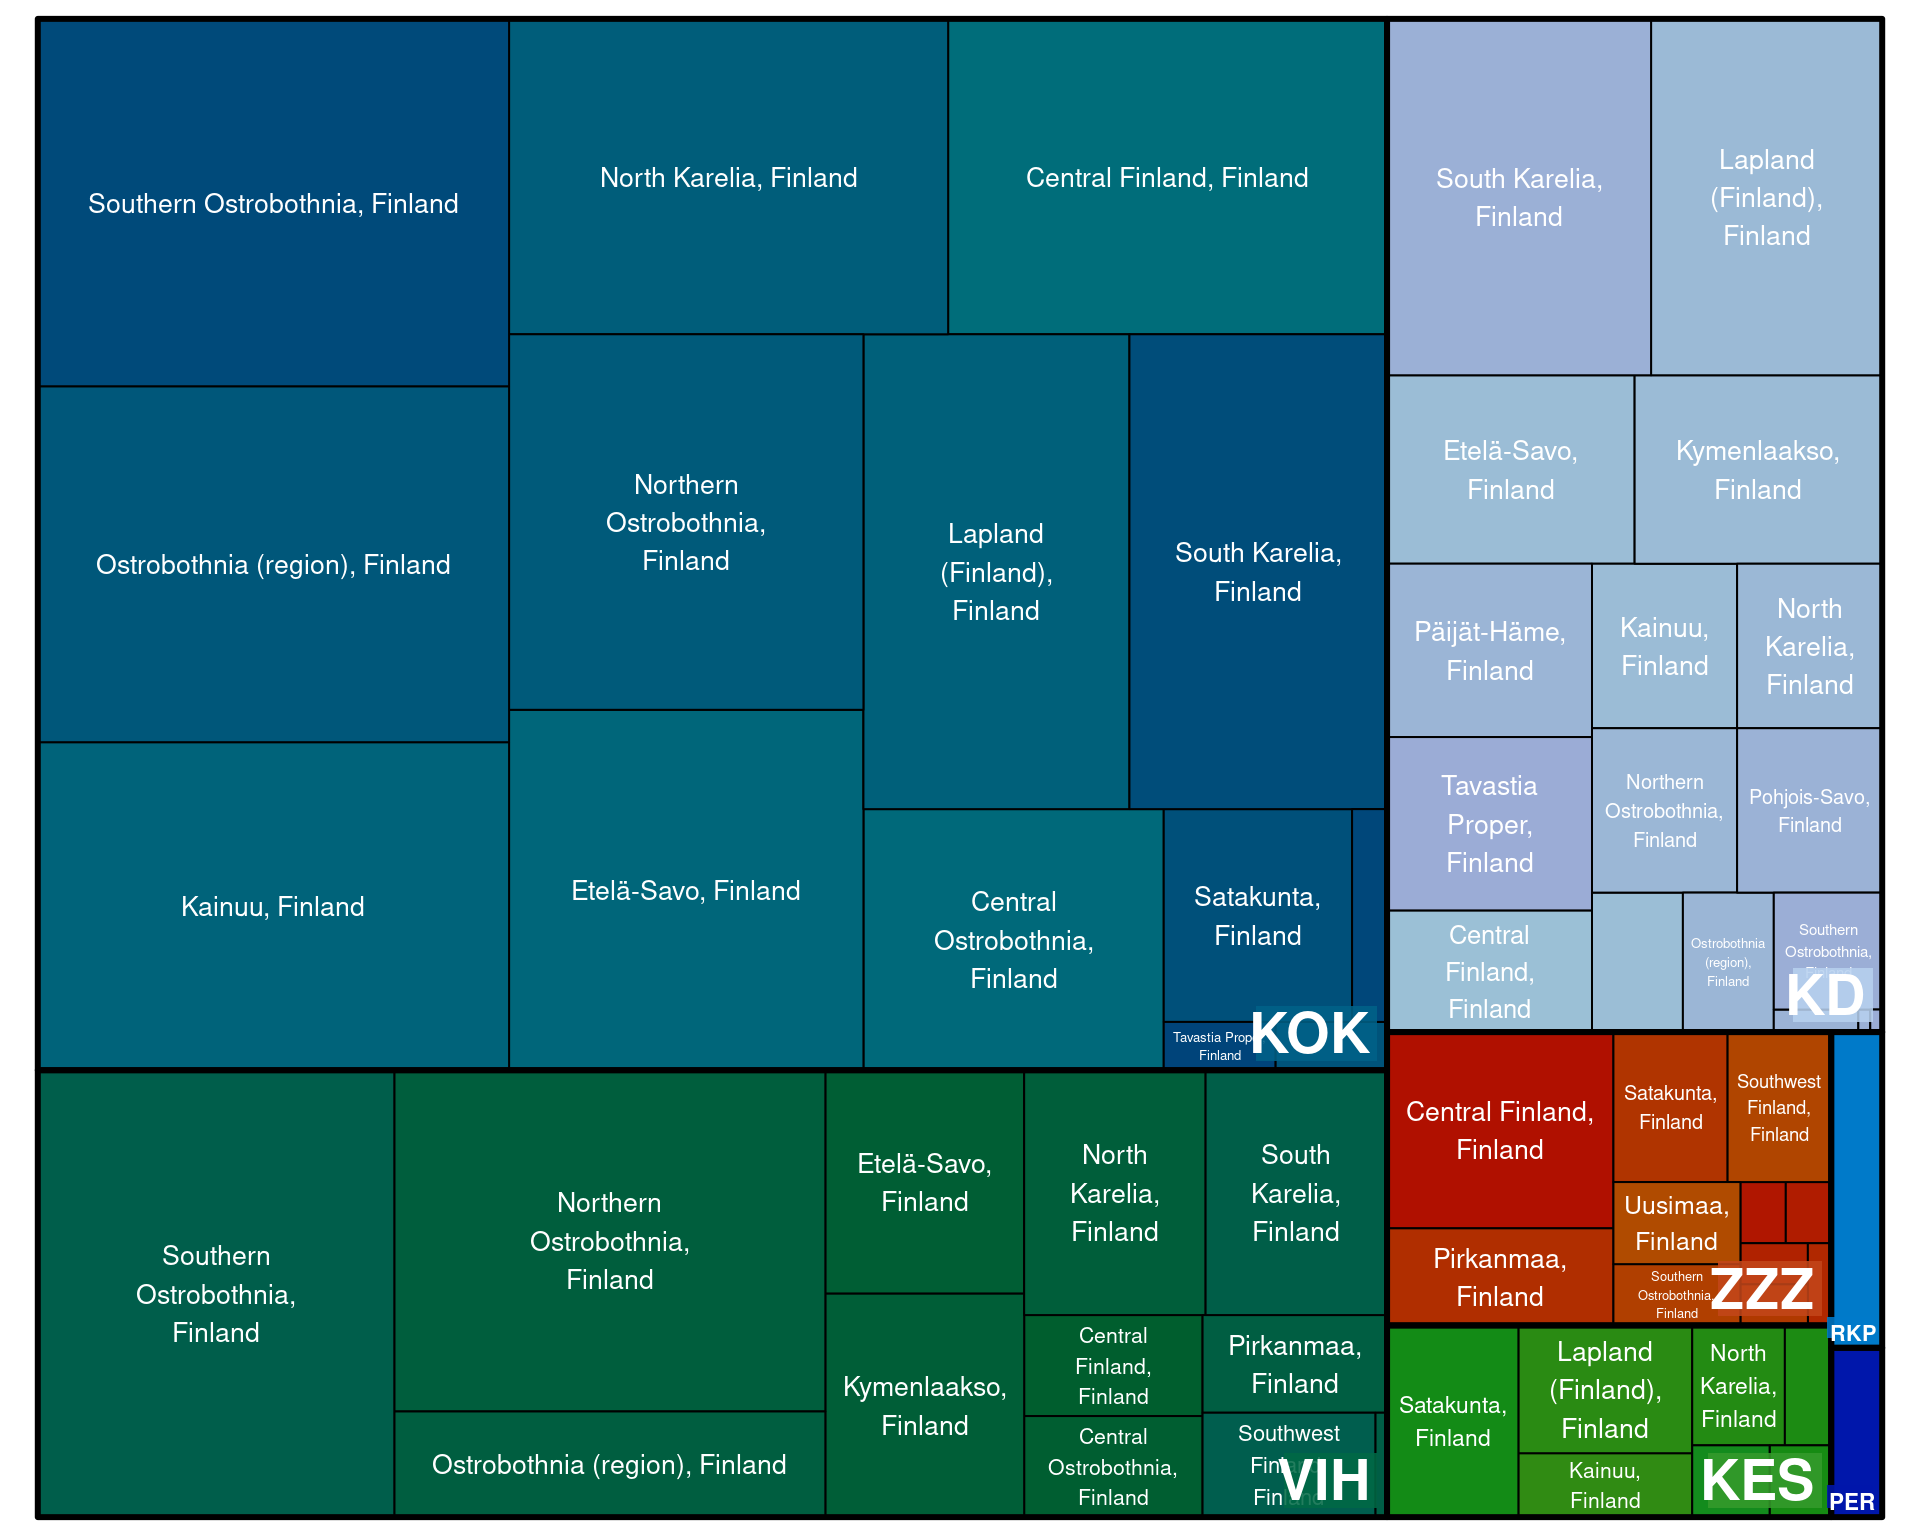 Southern Ostrobothnia, Finland
North Karelia, Finland
Central Finland, Finland
Ostrobothnia (region), Finland
Northern
Ostrobothnia,
Finland
Lapland
(Finland),
Finland
South Karelia,
Finland
Kainuu, Finland
Etelä-Savo, Finland
Central
Ostrobothnia,
Finland
Satakunta,
Finland
Tavastia Prop
Finland
KOK
South Karelia,
Finland
Lapland
(Finland),
Finland
Etelä-Savo,
Finland
Kymenlaakso,
Finland
Päijät-Häme,
Finland
Kainuu,
Finland
North
Karelia,
Finland
Tavastia
Proper,
Finland
Northern
Ostrobothnia,
Finland
Pohjois-Savo,
Finland
Central
Finland,
Finland
Ostrobothnia
(region),
Finland
Southern
Ostrobothnia,
KD
Southern
Ostrobothnia,
Finland
Northern
Ostrobothnia,
Finland
Ostrobothnia (region), Finland
Etelä-Savo,
Finland
Kymenlaakso,
Finland
North
Karelia,
Finland
South
Karelia,
Finland
Central
Finland,
Finland
Pirkanmaa,
Finland
Central
Ostrobothnia,
Finland
Southwest
Finland,
Finland
VIH
Central Finland,
Finland
Satakunta,
Finland
Southwest
Finland,
Finland
Pirkanmaa,
Finland
Uusimaa,
Finland
Southern
Ostrobothnia,
Finland
ZZZ
RKP
Satakunta,
Finland
Lapland
(Finland),
Finland
North
Karelia,
Finland
Kainuu,
Finland
KES
PER